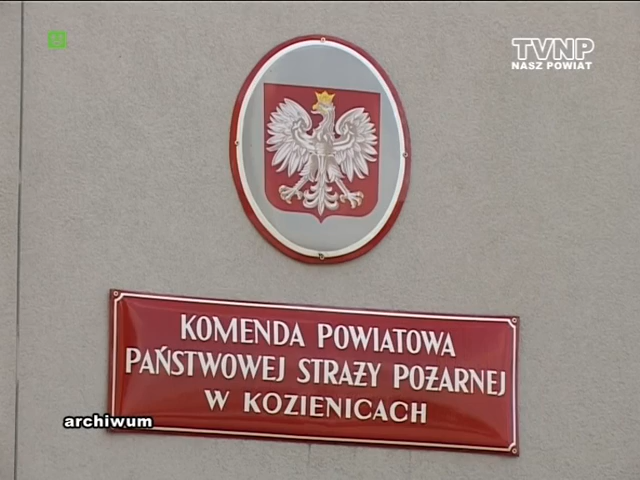 TVNP
NASZ POWIAT
KOMENDA POWIATOWA
PAŃSTWOWEJ STRAŻY POŻARNEJ
W KOZIENICACH
archiwum